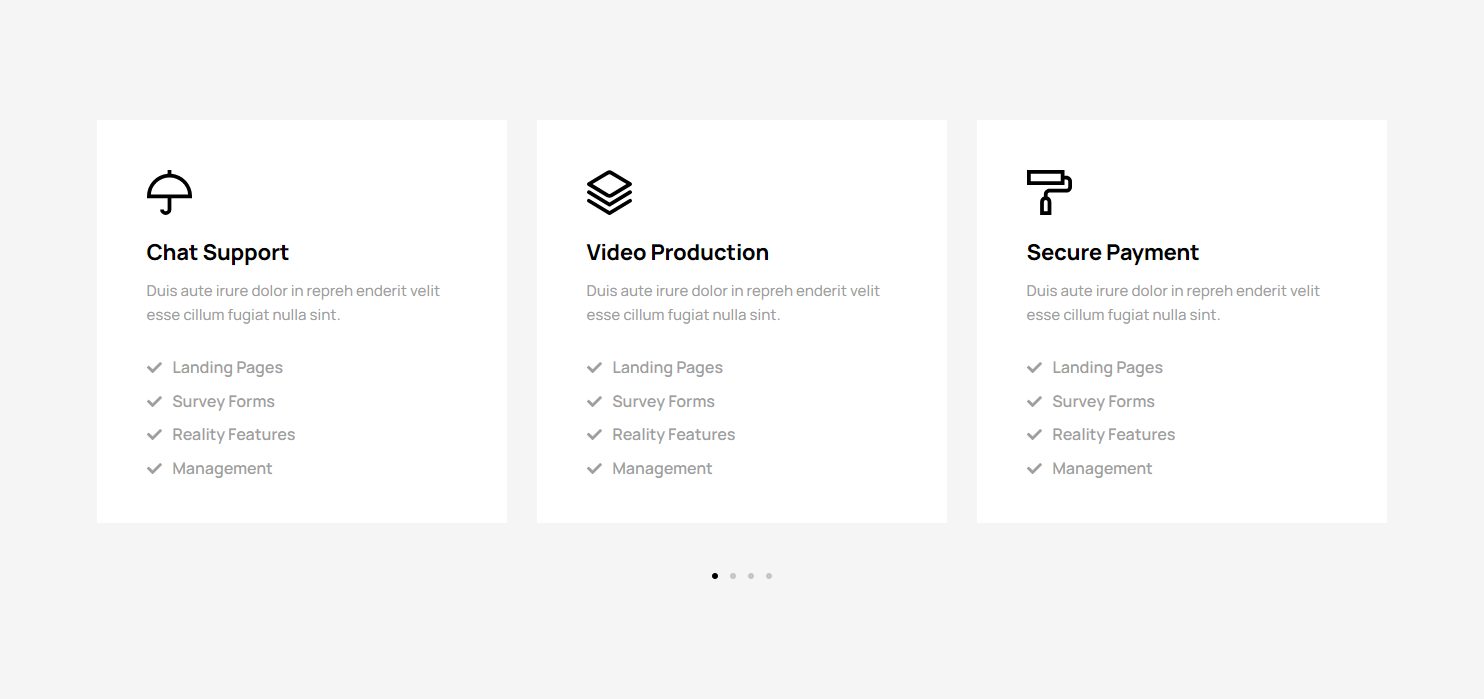 Chat Support
Duis aute irure dolor in repreh enderit velit
esse cillum fugiat nulla sint.
Landing Pages
Survey Forms
Reality Features
Management
Video Production
Duis aute irure dolor in repreh enderit velit
esse cillum fugiat nulla sint.
Landing Pages
Survey Forms
Reality Features
Management
Secure Payment
Duis aute irure dolor in repreh enderit velit
esse cillum fugiat nulla sint.
Landing Pages
Survey Forms
Reality Features
Management